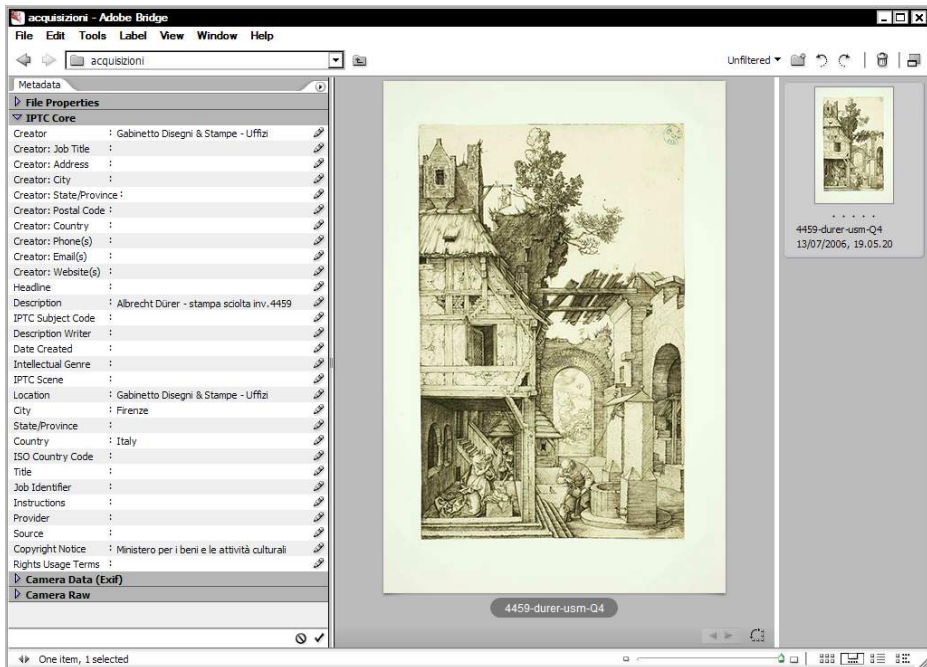 acquisizioni - Adobe Bridge
File Edit Tools Label View Window Help
acquisizioni
Unfiltered
Metadata
File Properties
IPTC Core
Creator : Gabinetto Disegni & Stampe - Uffizi
Creator: Job Title :
Creator: Address :
Creator: City :
Creator: State/Province :
Creator: Postal Code :
Creator: Country :
Creator: Phone(s) :
Creator: Email(s) :
Creator: Website(s) :
Headline :
Description : Albrecht Dürer - stampa sciolta inv.4459
IPTC Subject Code :
Description Writer :
Date Created :
Intellectual Genre :
IPTC Scene :
Location : Gabinetto Disegni & Stampe - Uffizi
City : Firenze
State/Province :
Country : Italy
ISO Country Code :
Title :
Job Identifier :
Instructions :
Provider :
Source :
Copyright Notice : Ministero per i beni e le attività culturali
Rights Usage Terms :
Camera Data (Exif)
Camera Raw
4459-durer-usm-Q4
4459-durer-usm-Q4
13/07/2006, 19.05.20
One item, 1 selected